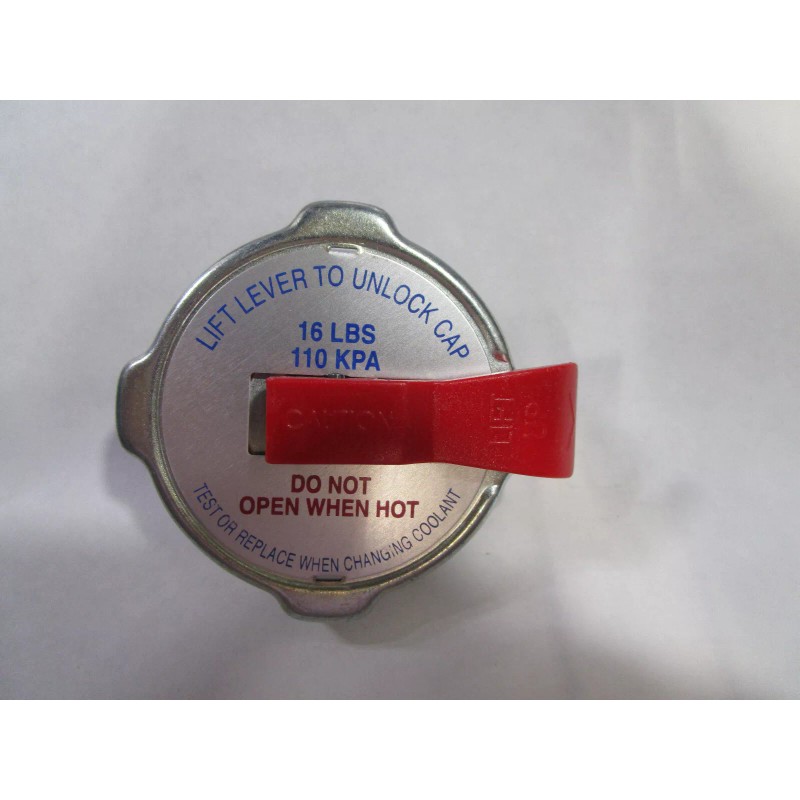 LIFT LEVER TO UNLOCK CAP
16 LBS
110 KPA
CAUTION
LIFT
UP
DO NOT
OPEN WHEN HOT
TEST OR REPLACE WHEN CHANGING COOLANT